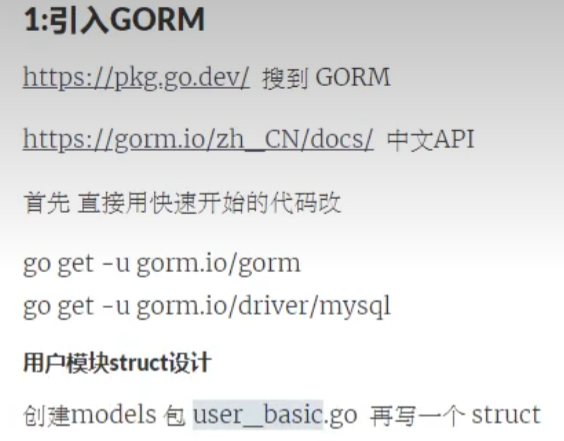 1:引入GORM
https://pkg.go.dev/ 搜到 GORM
https://gorm.io/zh_CN/docs/ 中文API
首先 直接用快速开始的代码改
go get -u gorm.io/gorm
go get -u gorm.io/driver/mysql
用户模块struct设计
创建models 包 user_basic.go 再写一个 struct